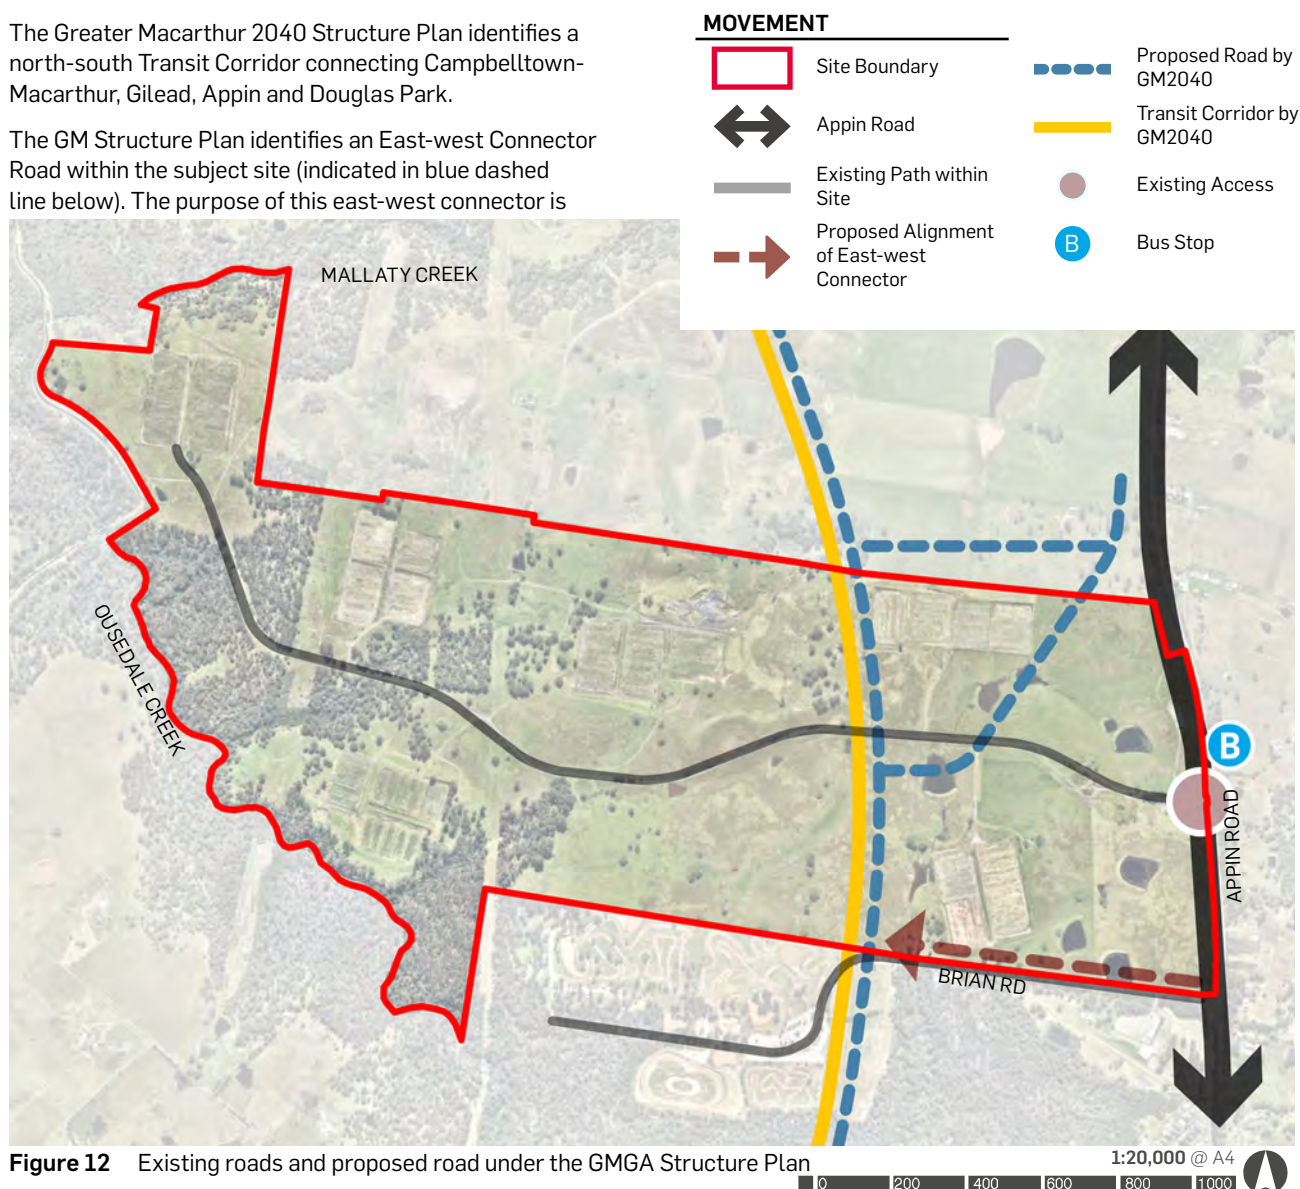 The Greater Macarthur 2040 Structure Plan identifies a
north-south Transit Corridor connecting Campbelltown-
Macarthur, Gilead, Appin and Douglas Park.
The GM Structure Plan identifies an East-west Connector
Road within the subject site (indicated in blue dashed
line below). The purpose of this east-west connector is
MOVEMENT
Site Boundary
Appin Road
Existing Path within
Site
Proposed Alignment
of East-west
Connector
Proposed Road by
GM2040
Transit Corridor by
GM2040
Existing Access
B
Bus Stop
MALLATY CREEK
OUSEDALE CREEK
B
APPIN ROAD
BRIAN RD
Figure 12 Existing roads and proposed road under the GMGA Structure Plan
1:20,000 @ A4
0 200 400 600 800 1000